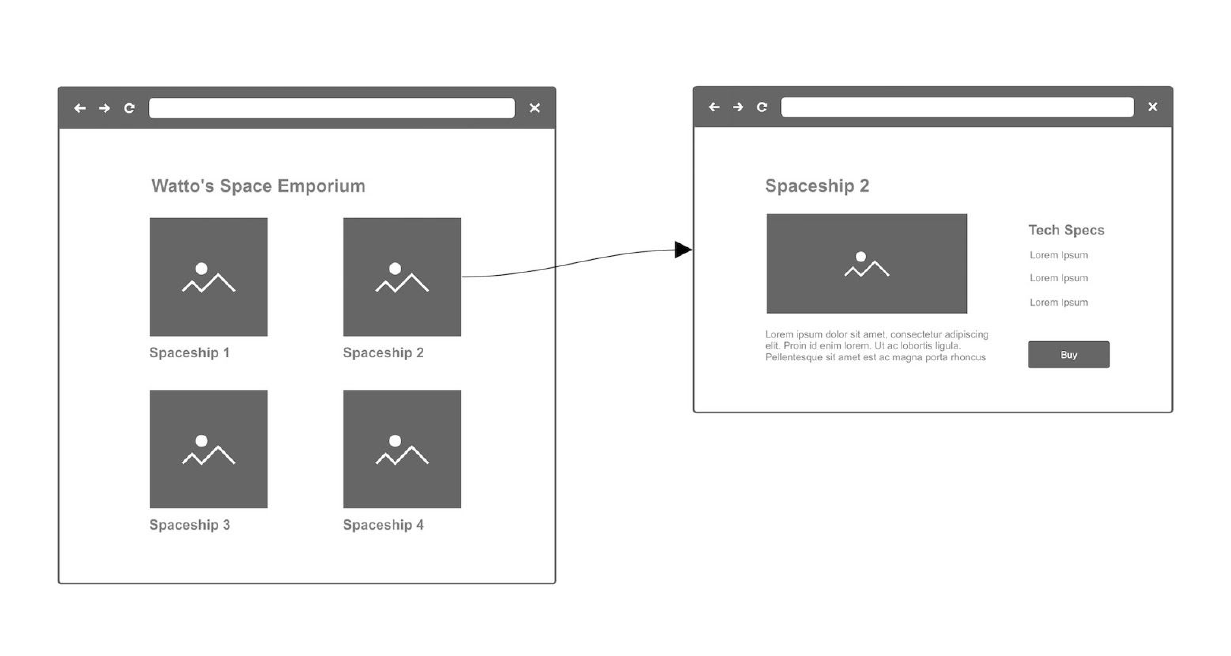 Watto's Space Emporium
Spaceship 1
Spaceship 2
Spaceship 3
Spaceship 4
Spaceship 2
Lorem ipsum dolor sit amet, consectetur adipiscing
elit. Proin id enim lorem. Ut ac lobortis ligula.
Pellentesque sit amet est ac magna porta rhoncus
Tech Specs
Lorem Ipsum
Lorem Ipsum
Lorem Ipsum
Buy